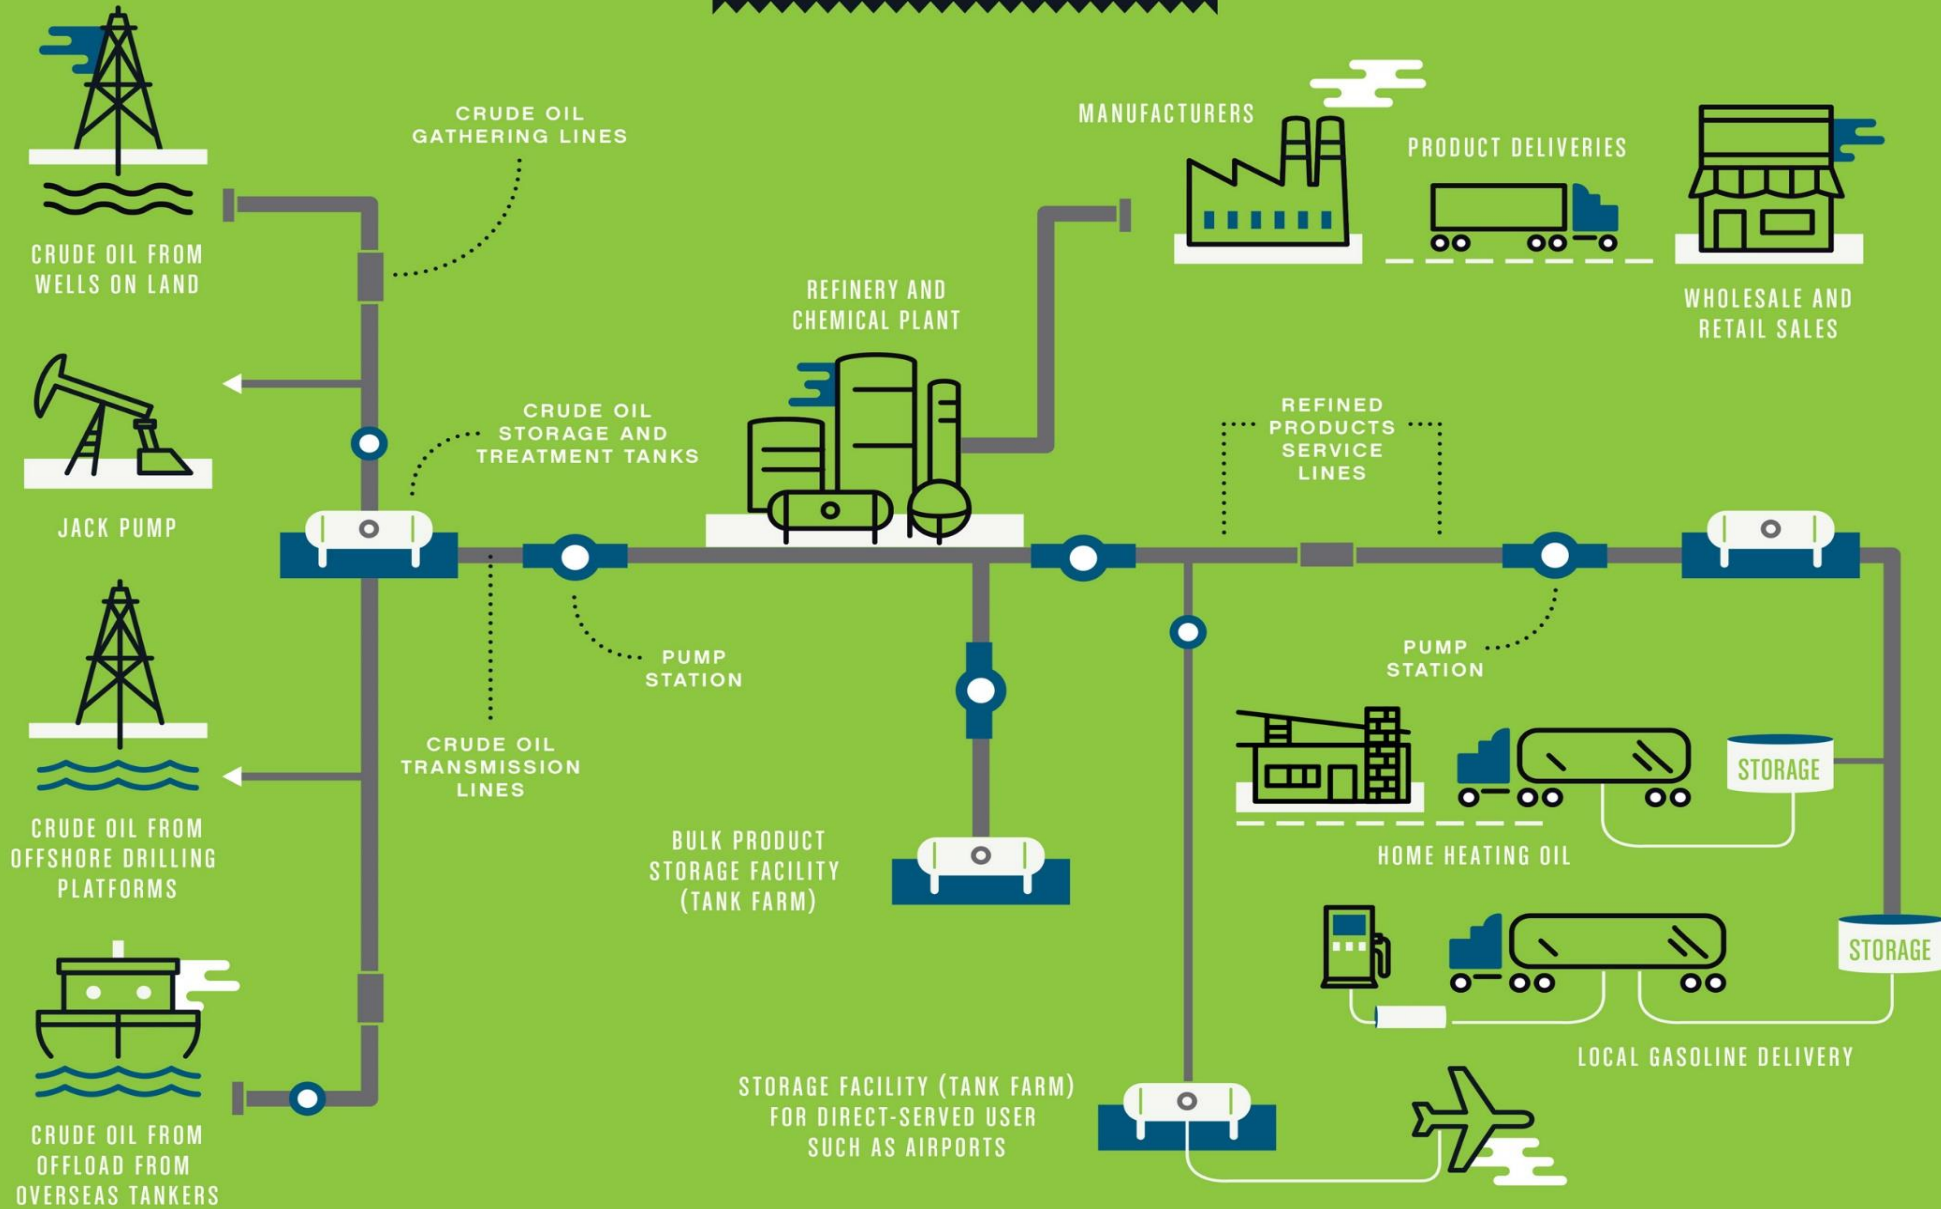 CRUDE OIL
GATHERING LINES
MANUFACTURERS
PRODUCT DELIVERIES
CRUDE OIL FROM
WELLS ON LAND
REFINERY AND
CHEMICAL PLANT
WHOLESALE AND
RETAIL SALES
CRUDE OIL
STORAGE AND
TREATMENT TANKS
REFINED
PRODUCTS
SERVICE
LINES
JACK PUMP
PUMP
STATION
PUMP
STATION
CRUDE OIL
TRANSMISSION
LINES
STORAGE
CRUDE OIL FROM
OFFSHORE DRILLING
PLATFORMS
BULK PRODUCT
STORAGE FACILITY
(TANK FARM)
HOME HEATING OIL
STORAGE
LOCAL GASOLINE DELIVERY
STORAGE FACILITY (TANK FARM)
FOR DIRECT-SERVED USER
SUCH AS AIRPORTS
CRUDE OIL FROM
OFFLOAD FROM
OVERSEAS TANKERS